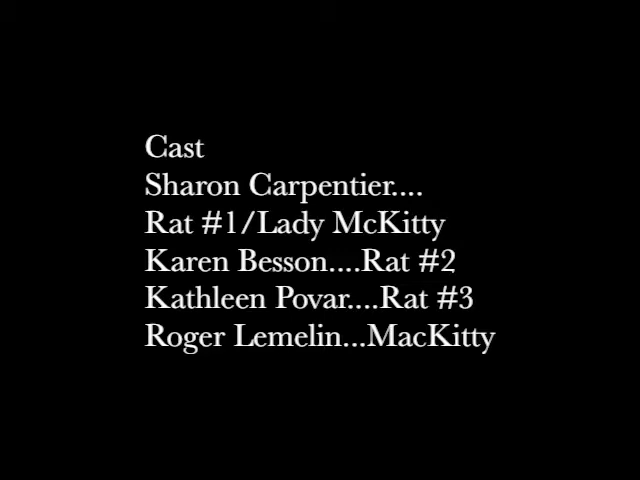 Cast
Sharon Carpentier....
Rat #1/Lady McKitty
Karen Besson....Rat #2
Kathleen Povar....Rat #3
Roger Lemelin...MacKitty